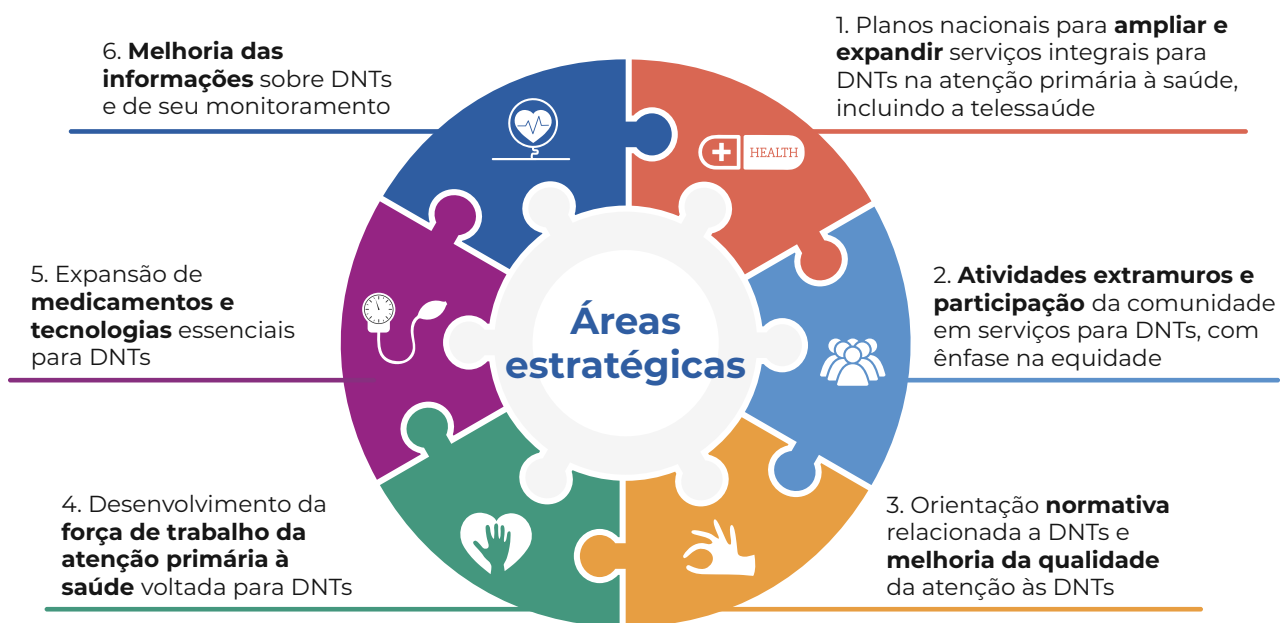 1. Planos nacionais para ampliar e
expandir serviços integrais para
DNTs na atenção primária à saúde,
incluindo a telessaúde
2. Atividades extramuros e
participação da comunidade
em serviços para DNTs, com
ênfase na equidade
3. Orientação normativa
relacionada a DNTs e
melhoria da qualidade
da atenção às DNTs
4. Desenvolvimento da
força de trabalho da
atenção primária à
saúde voltada para DNTs
5. Expansão de
medicamentos e
tecnologias essenciais
para DNTs
6. Melhoria das
informações sobre DNTs
e de seu monitoramento
HEALTH
Áreas
estratégicas